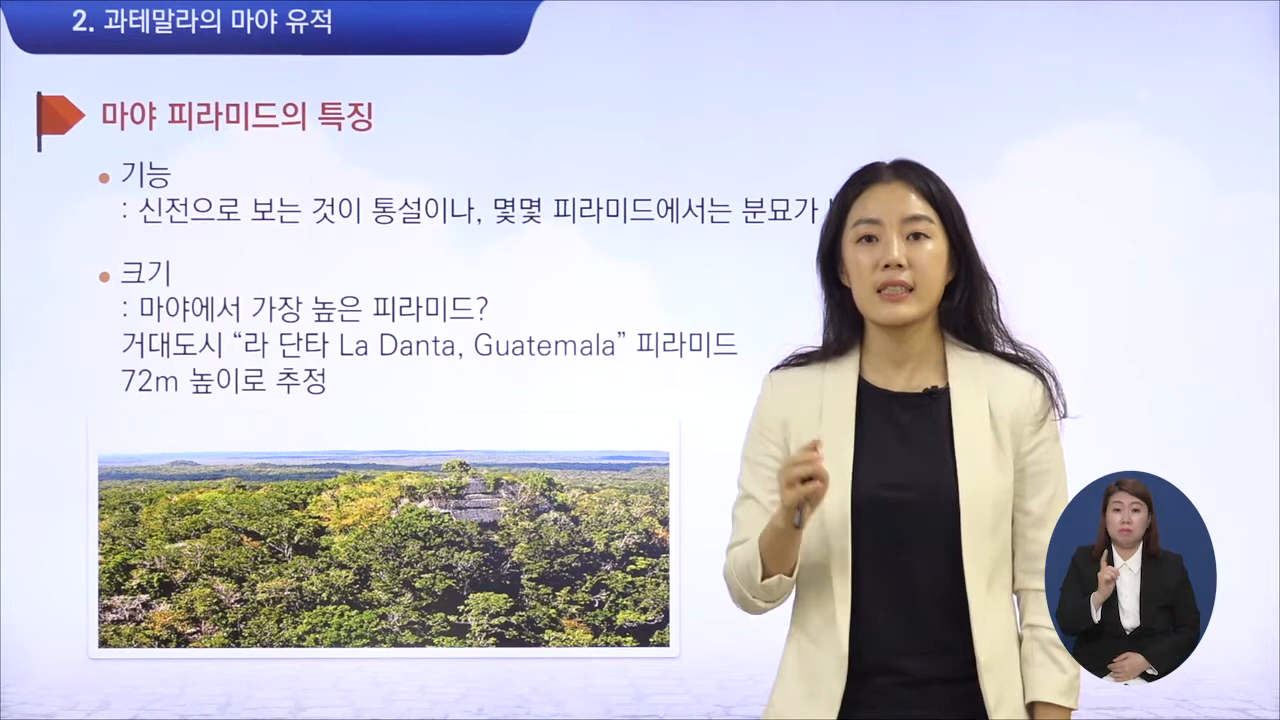 2. 과테말라의 마야 유적
마야 피라미드의 특징
• 기능
: 신전으로 보는 것이 통설이나, 몇몇 피라미드에서는 분묘가
• 크기
: 마야에서 가장 높은 피라미드?
거대도시 “라 단타 La Danta, Guatemala” 피라미드
72m 높이로 추정